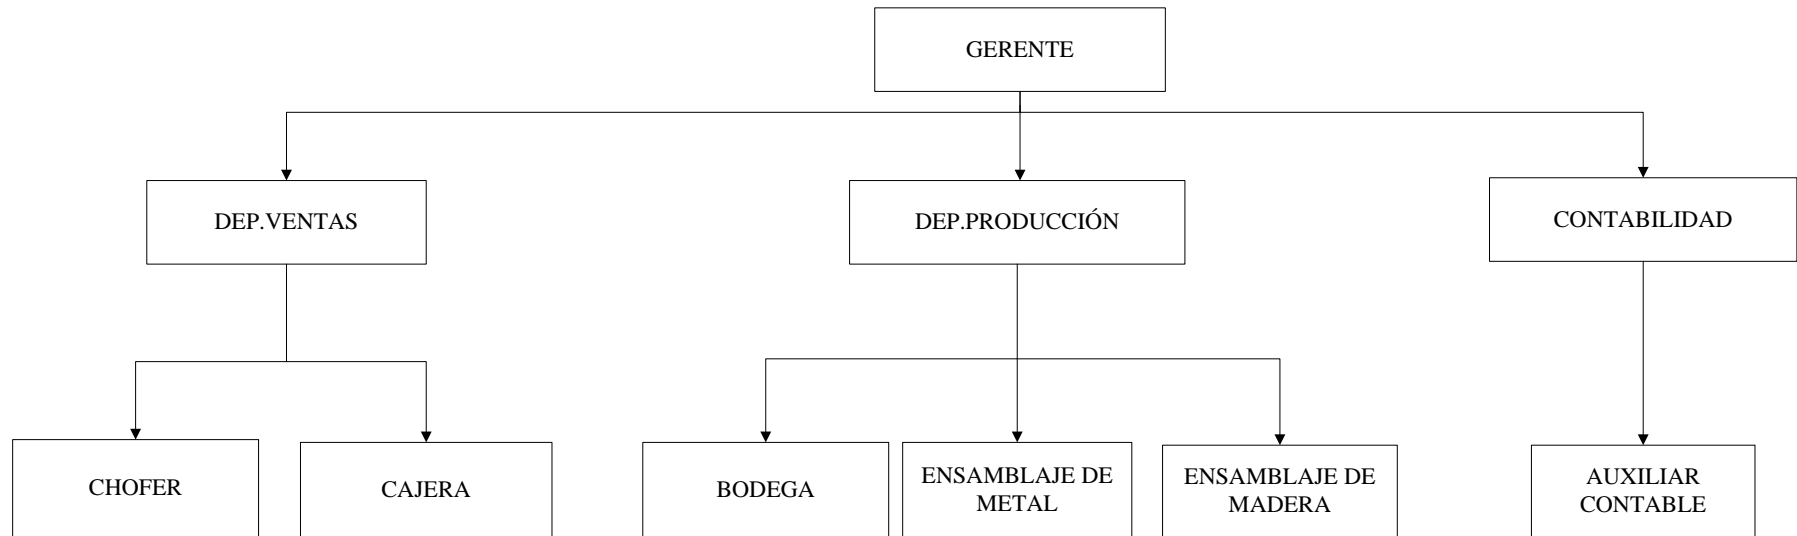 GERENTE
DEP.VENTAS
DEP.PRODUCCIÓN
CONTABILIDAD
CHOFER
CAJERA
BODEGA
ENSAMBLAJE DE
METAL
ENSAMBLAJE DE
MADERA
AUXILIAR
CONTABLE